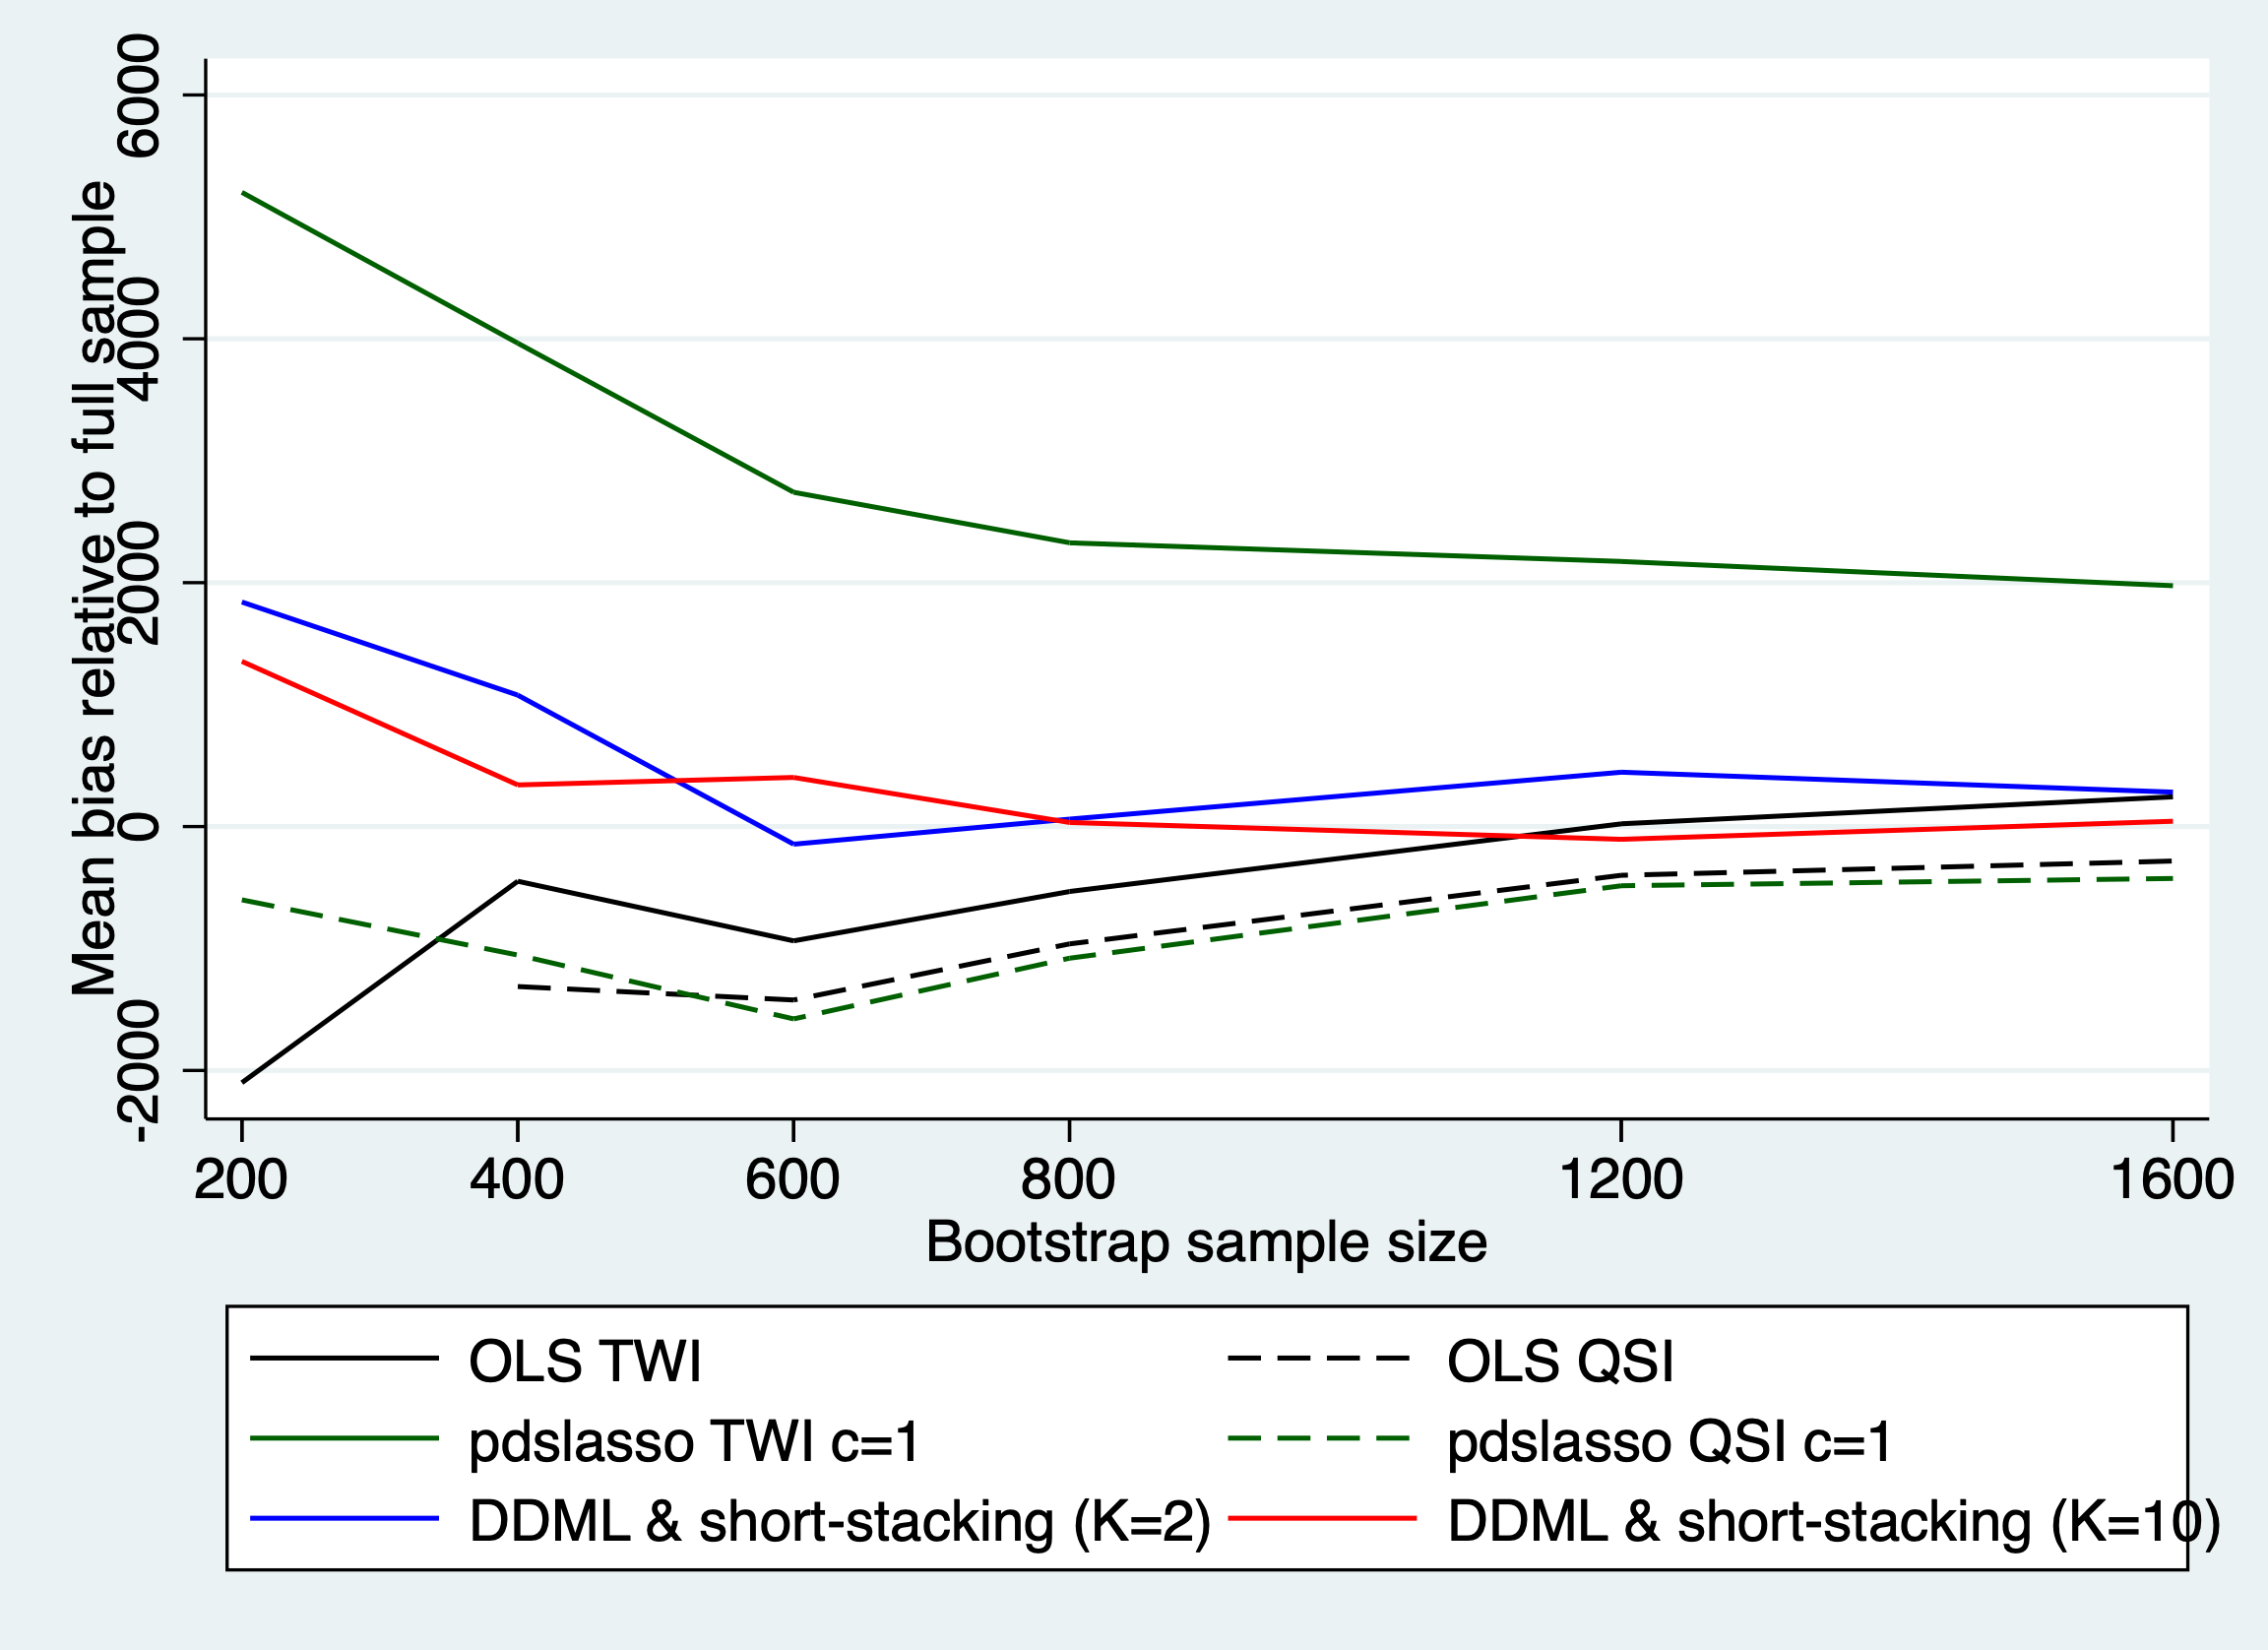 Mean bias relative to full sample
6000
4000
2000
0
-2000
200 400 600 800 1200 1600
Bootstrap sample size
OLS TWI
OLS QSI
pdslasso TWI c=1
pdslasso QSI c=1
DDML & short-stacking (K=2)
DDML & short-stacking (K=10)